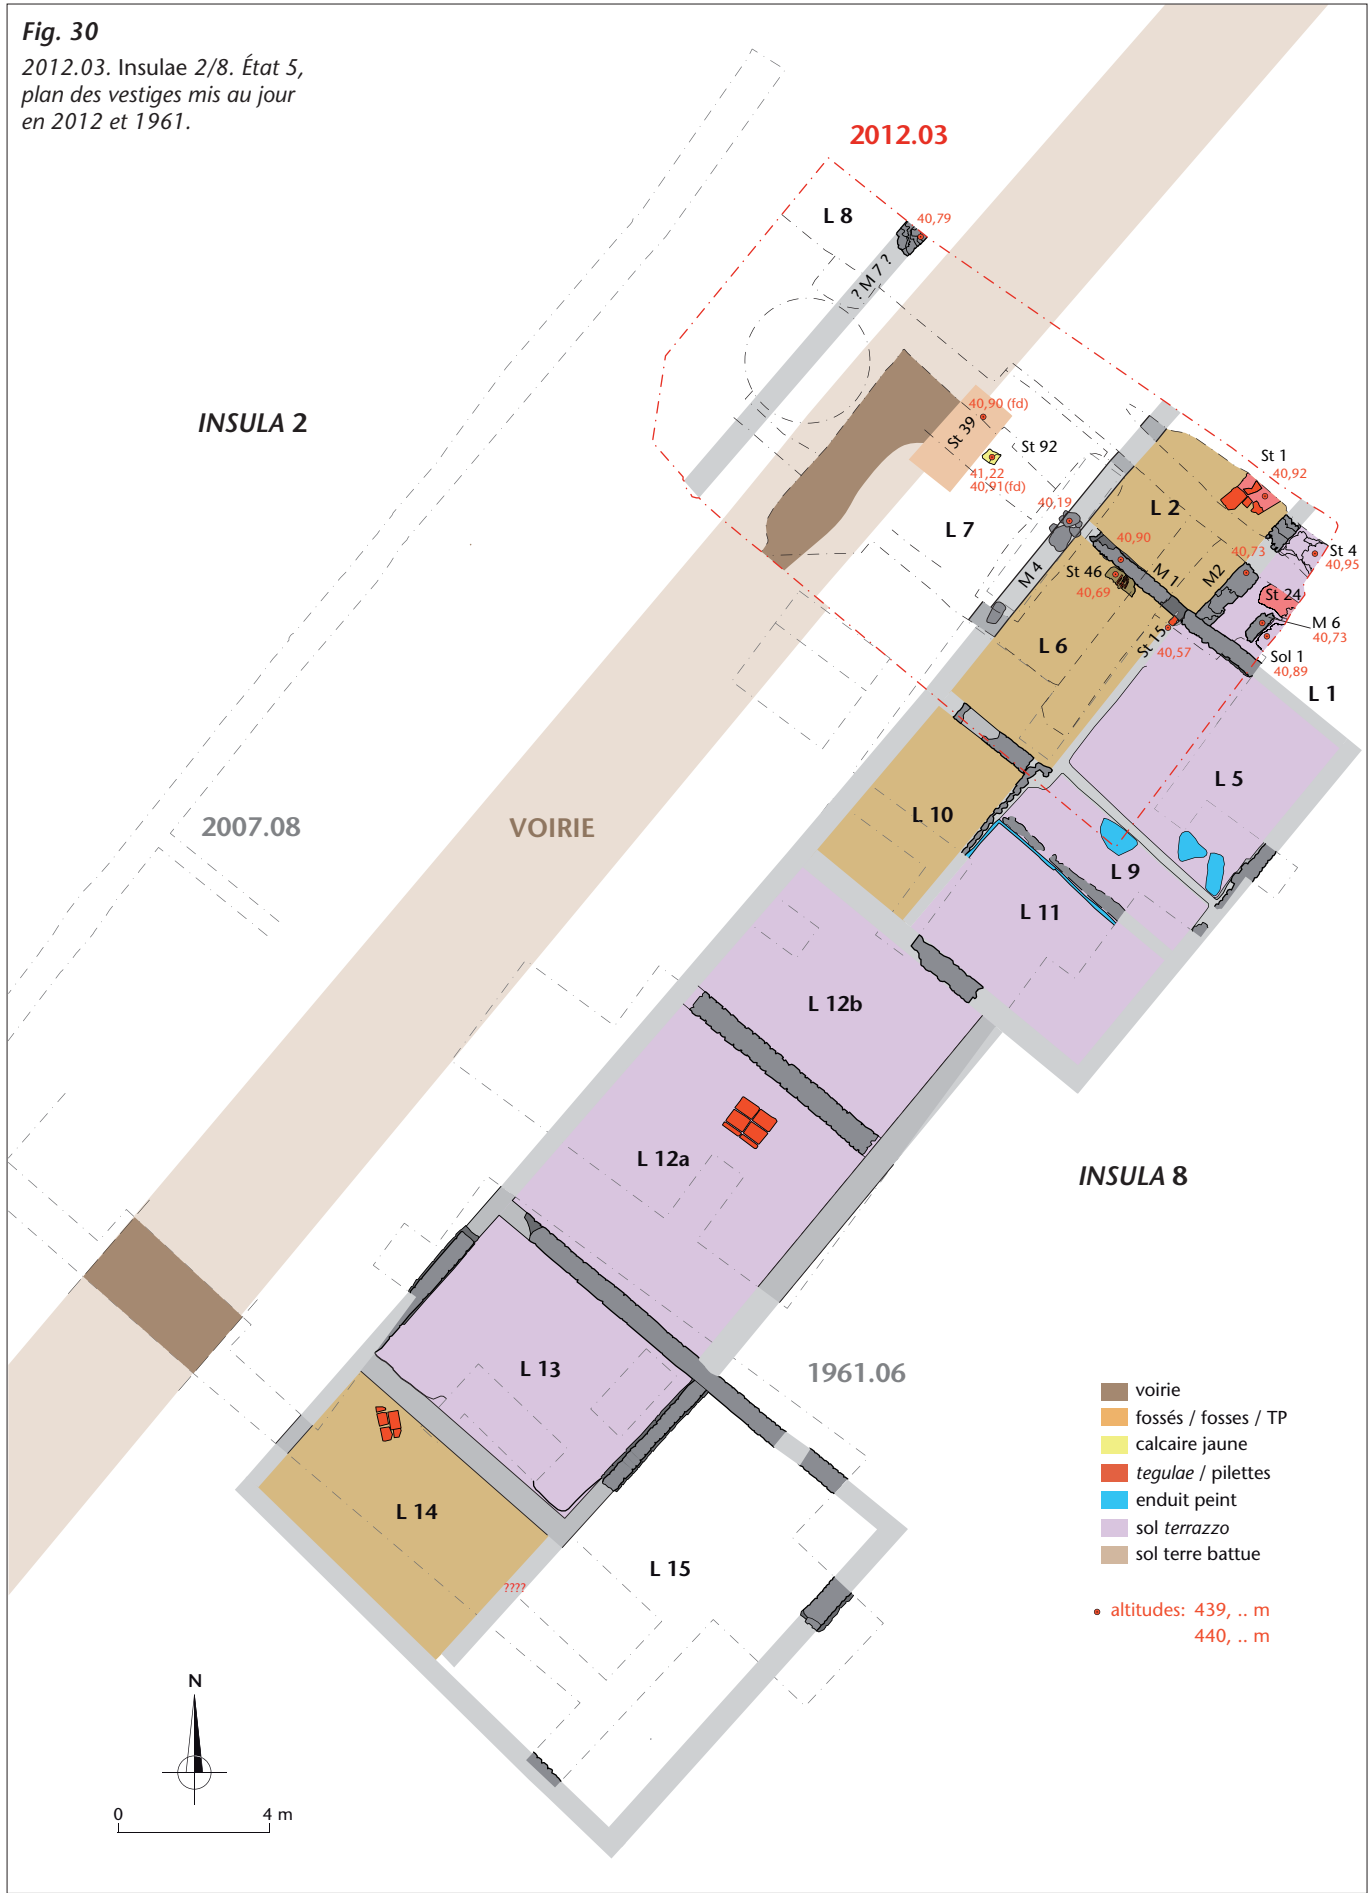 Fig. 30
2012.03. Insulae 2/8. État 5,
plan des vestiges mis au jour
en 2012 et 1961.
2012.03
L 8
40,79
? M 7 ?
INSULA 2
40,90 (fd)
St 39
St 92
41,22
40,91(fd)
St 1
40,92
40,19
L 2
L 7
40,90
M 1
40,73
St 4
40,95
M 4
St 46
40,69
M2
St 24
M 6
40,73
St 15
40,57
L 6
Sol 1
40,89
L 1
L 5
2007.08
VOIRIE
L 10
L 9
L 11
L 12b
L 12a
INSULA 8
L 13
1961.06
voirie
fossés / fosses / TP
calcaire jaune
tegulae / pilettes
enduit peint
sol terrazzo
sol terre battue
L 14
L 15
????
altitudes: 439, .. m
440, .. m
N
0 4 m